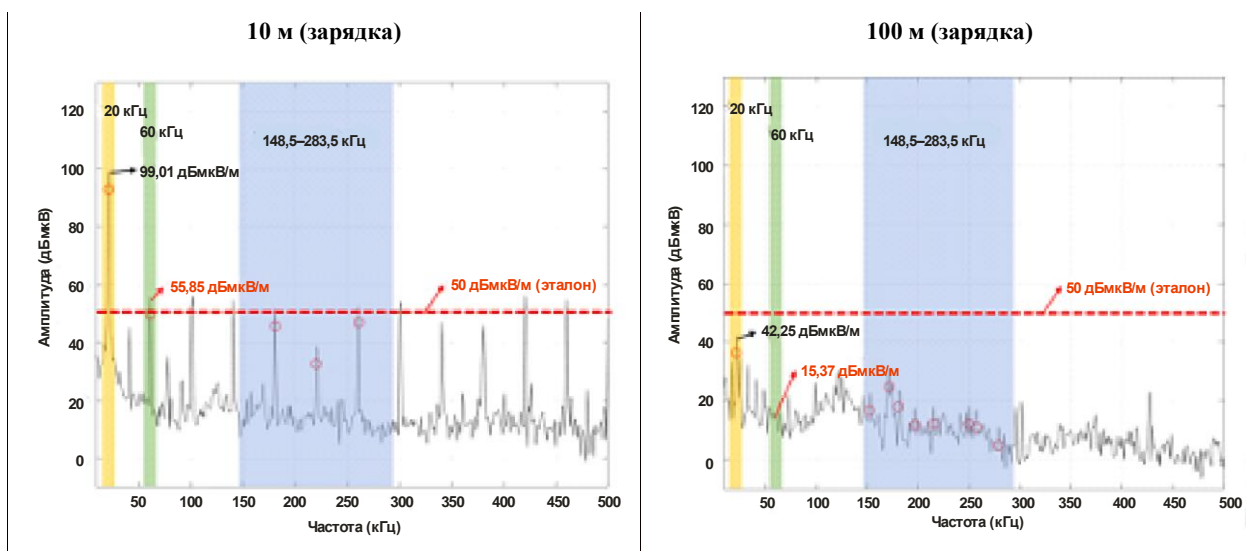 10 м (зарядка)
Амплитуда (дБмкВ)
120
100
80
60
40
20
0
20 кГц
60 кГц
148,5–283,5 кГц
99,01 дБмкВ/м
55,85 дБмкВ/м
50 дБмкВ/м (эталон)
50
100
150
200
250
300
350
400
450
500
Частота (кГц)
100 м (зарядка)
Амплитуда (дБмкВ)
120
100
80
60
40
20
0
20 кГц
60 кГц
148,5–283,5 кГц
50 дБмкВ/м (эталон)
42,25 дБмкВ/м
15,37 дБмкВ/м
50
100
150
200
250
300
350
400
450
500
Частота (кГц)